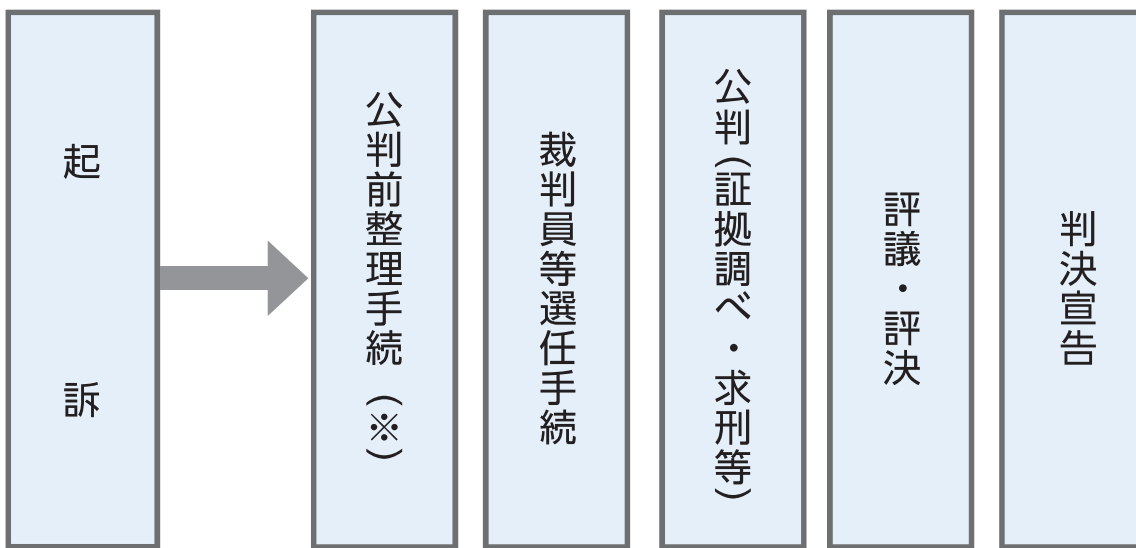 起訴
公判前整理手続（※）
裁判員等選任手続
公判（証拠調べ・求刑等）
評議・評決
判決宣告